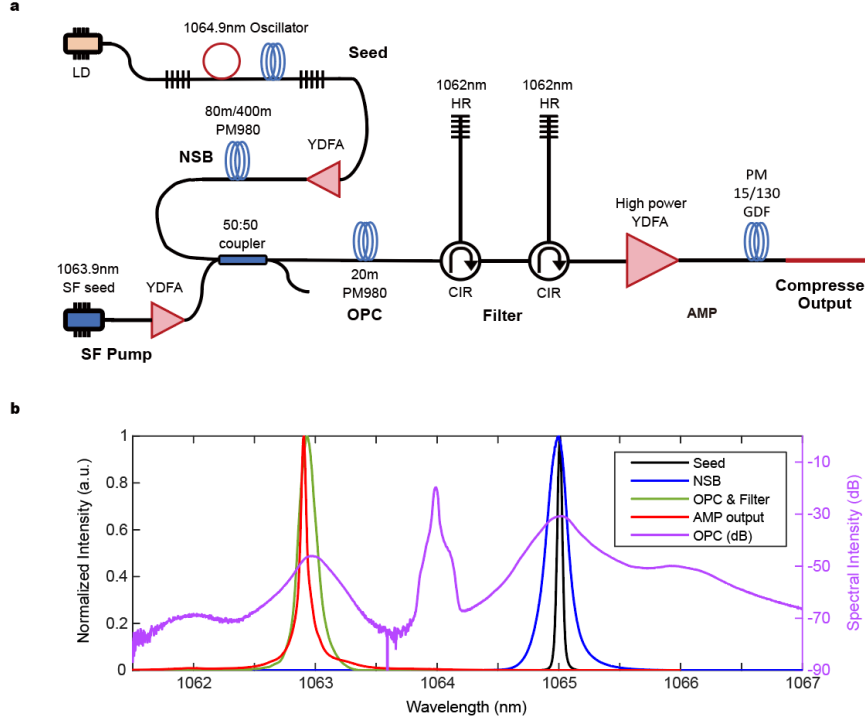 a
1064.9nm Oscillator
Seed
LD
1062nm
HR
1062nm
HR
80m/400m
PM980
NSB
YDFA
50:50
coupler
1063.9nm
SF seed
YDFA
SF Pump
20m
PM980
OPC
CIR
Filter
CIR
High power
YDFA
AMP
PM
15/130
GDF
Compresse
Output
b
Normalized Intensity (a.u.)
1
0.8
0.6
0.4
0.2
0
1062
1063
1064
1065
1066
1067
Wavelength (nm)
Seed
NSB
OPC & Filter
AMP output
OPC (dB)
-10
-30
-50
-70
-90
Spectral Intensity (dB)